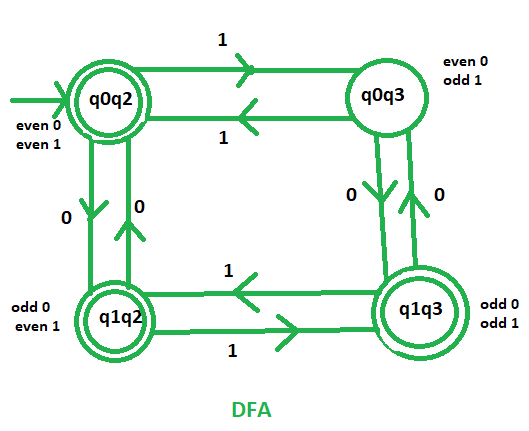 1
even 0
odd 1
q0q2
q0q3
even 0
even 1
1
0
0
0
0
odd 0
even 1
q1q2
1
q1q3
odd 0
odd 1
1
DFA